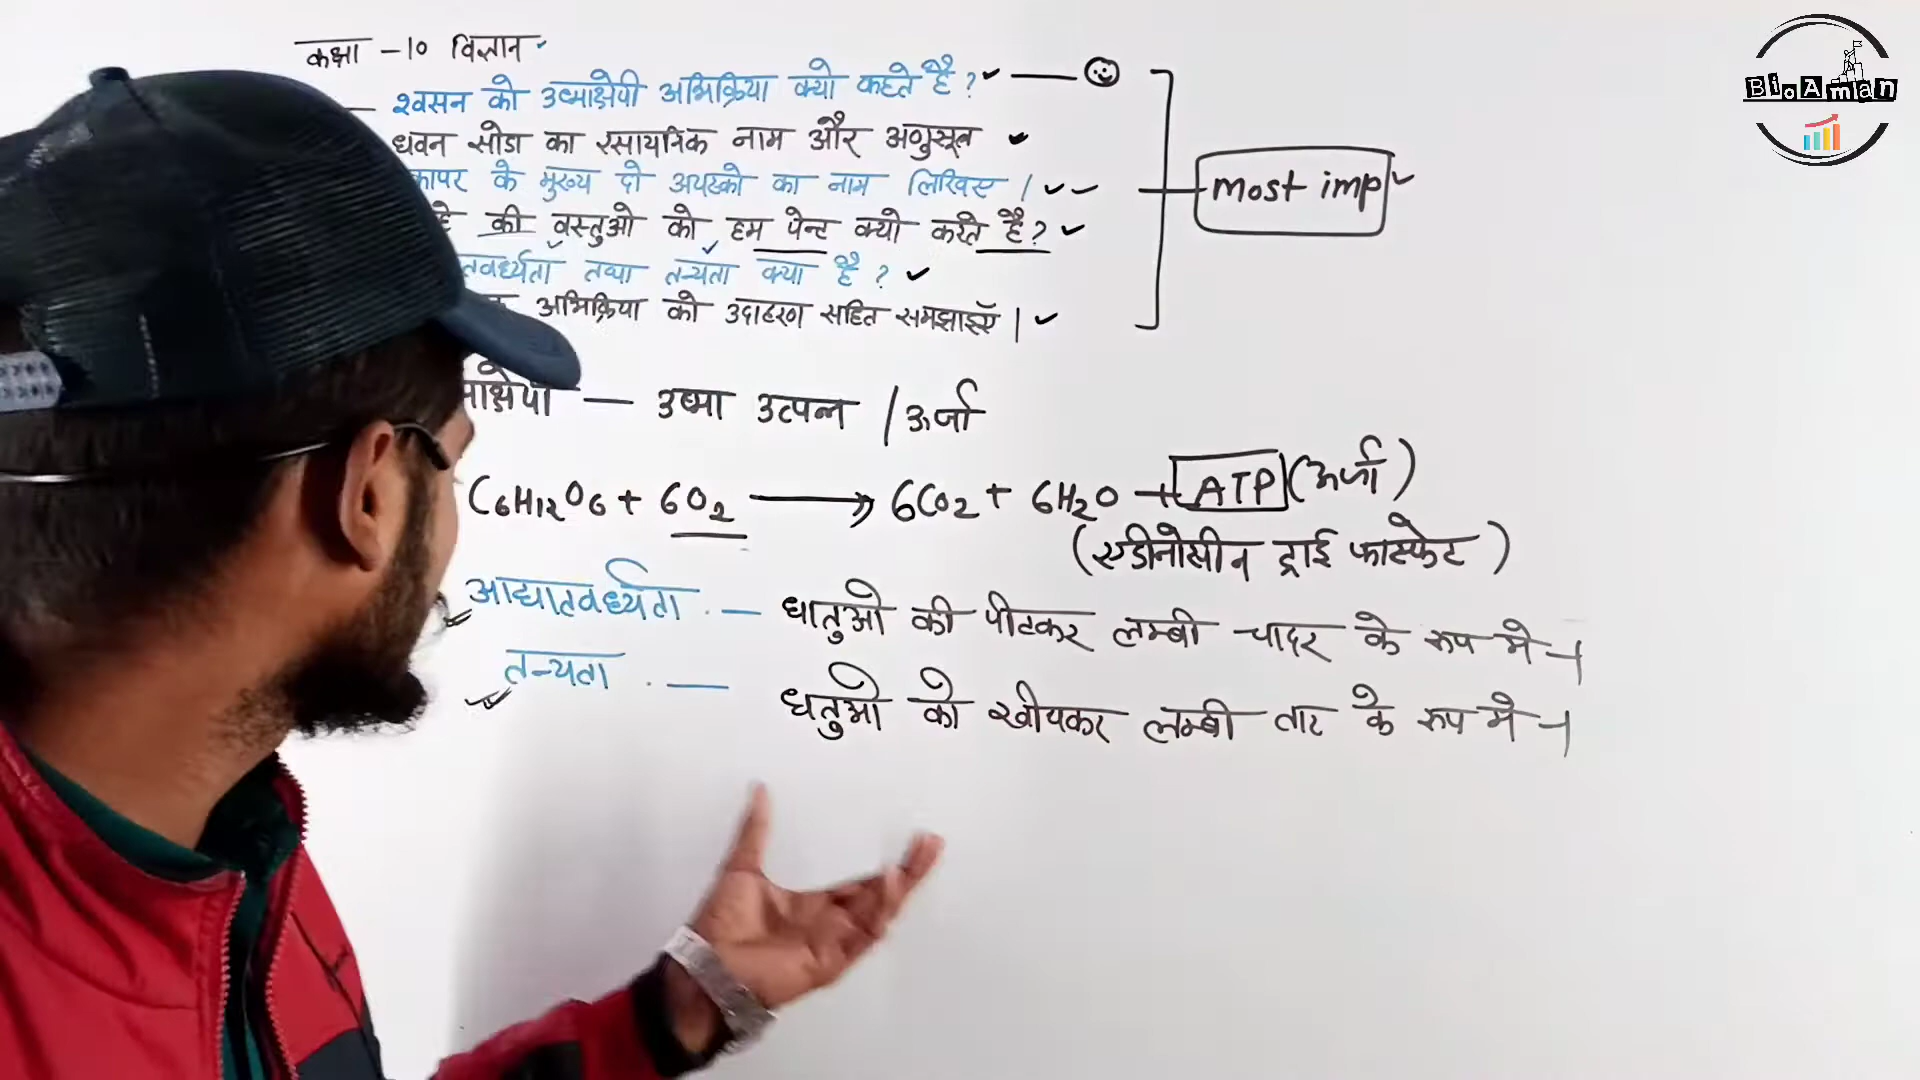 कक्षा -10 विज्ञान
BioAman
श्वसन को उष्माक्षेपी अभिक्रिया क्यो कहते है ?
धवन सोडा का रसायनिक नाम और अणुसूत्र
कापर के मुख्य दो अयस्को का नाम लिखिए |
most imp
की वस्तुओ को हम पेन्ट क्यो करते है ?
तवर्ध्यता तथा तन्यता क्या है ?
अभिक्रिया को उदाहरण सहित समझाइऍ |
माक्षेपी — उष्मा उत्पन्न / ऊर्जा
C6H12O6 + 6O2 → 6CO2 + 6H2O + ATP (ऊर्जा)
(एडीनोसीन ट्राई फास्फेट)
आघातवर्ध्यता - धातुओ की पीटकर लम्बी चादर के रूप मे -|
तन्यता - धतुओ को खीचकर लम्बी तार के रूप मे -|